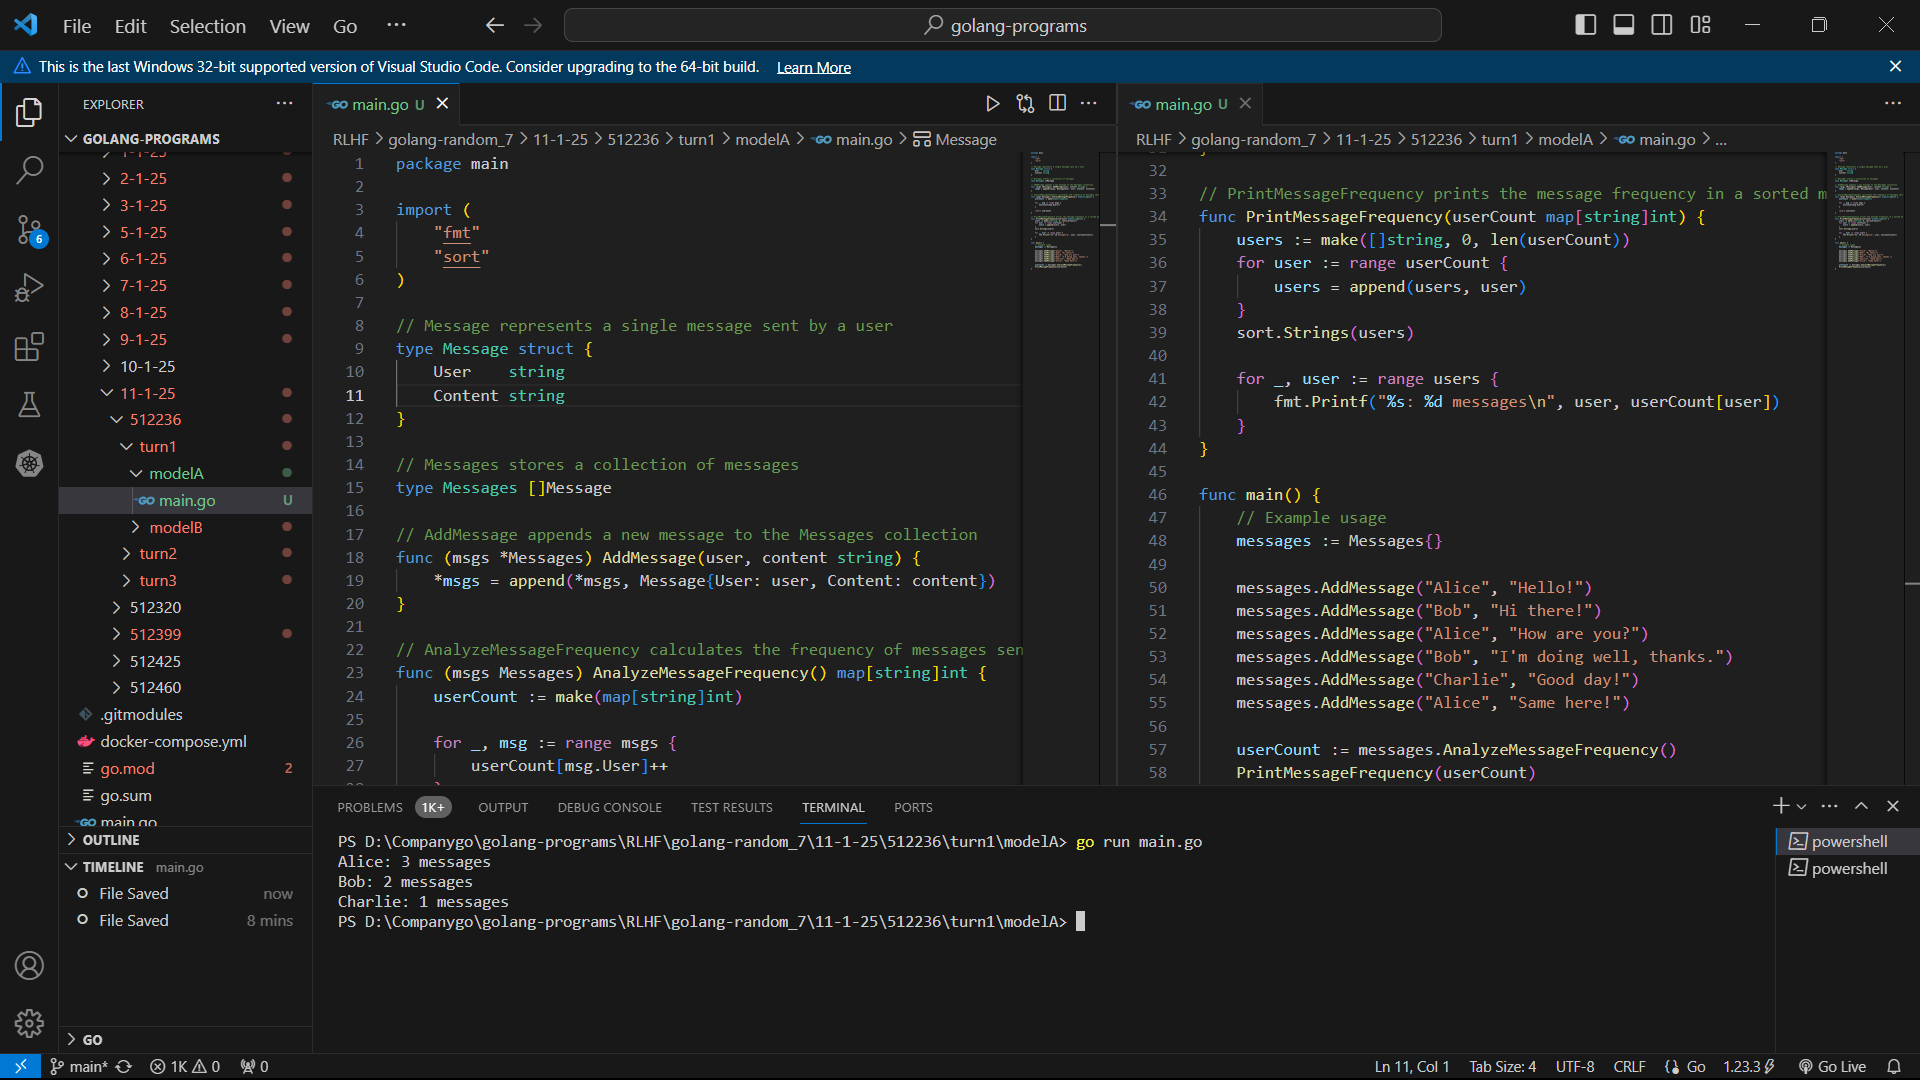 File Edit Selection View Go ··· golang-programs
This is the last Windows 32-bit supported version of Visual Studio Code. Consider upgrading to the 64-bit build. Learn More
EXPLORER
GOLANG-PROGRAMS
1-1-25
2-1-25
3-1-25
5-1-25
6-1-25
7-1-25
8-1-25
9-1-25
10-1-25
11-1-25
512236
turn1
modelA
main.go U
modelB
turn2
turn3
512320
512399
512425
512460
.gitmodules
docker-compose.yml
go.mod 2
go.sum
main.go
OUTLINE
TIMELINE main.go
File Saved now
File Saved 8 mins
GO
6
main.go U
RLHF > golang-random_7 > 11-1-25 > 512236 > turn1 > modelA > main.go > Message
1 package main
2
3 import (
4 "fmt"
5 "sort"
6 )
7
8 // Message represents a single message sent by a user
9 type Message struct {
10 User    string
11 Content string
12 }
13
14 // Messages stores a collection of messages
15 type Messages []Message
16
17 // AddMessage appends a new message to the Messages collection
18 func (msgs *Messages) AddMessage(user, content string) {
19 *msgs = append(*msgs, Message{User: user, Content: content})
20 }
21
22 // AnalyzeMessageFrequency calculates the frequency of messages sen
23 func (msgs Messages) AnalyzeMessageFrequency() map[string]int {
24 userCount := make(map[string]int)
25
26 for _, msg := range msgs {
27 userCount[msg.User]++
main.go U
RLHF > golang-random_7 > 11-1-25 > 512236 > turn1 > modelA > main.go > ...
32
33 // PrintMessageFrequency prints the message frequency in a sorted m
34 func PrintMessageFrequency(userCount map[string]int) {
35 users := make([]string, 0, len(userCount))
36 for user := range userCount {
37 users = append(users, user)
38 }
39 sort.Strings(users)
40
41 for _, user := range users {
42 fmt.Printf("%s: %d messages\n", user, userCount[user])
43 }
44 }
45
46 func main() {
47 // Example usage
48 messages := Messages{}
49
50 messages.AddMessage("Alice", "Hello!")
51 messages.AddMessage("Bob", "Hi there!")
52 messages.AddMessage("Alice", "How are you?")
53 messages.AddMessage("Bob", "I'm doing well, thanks.")
54 messages.AddMessage("Charlie", "Good day!")
55 messages.AddMessage("Alice", "Same here!")
56
57 userCount := messages.AnalyzeMessageFrequency()
58 PrintMessageFrequency(userCount)
PROBLEMS 1K+ OUTPUT DEBUG CONSOLE TEST RESULTS TERMINAL PORTS
PS D:\Companygo\golang-programs\RLHF\golang-random_7\11-1-25\512236\turn1\modelA> go run main.go
Alice: 3 messages
Bob: 2 messages
Charlie: 1 messages
PS D:\Companygo\golang-programs\RLHF\golang-random_7\11-1-25\512236\turn1\modelA>
powershell
powershell
main* 1K 0 0 Ln 11, Col 1 Tab Size: 4 UTF-8 CRLF Go 1.23.3 Go Live